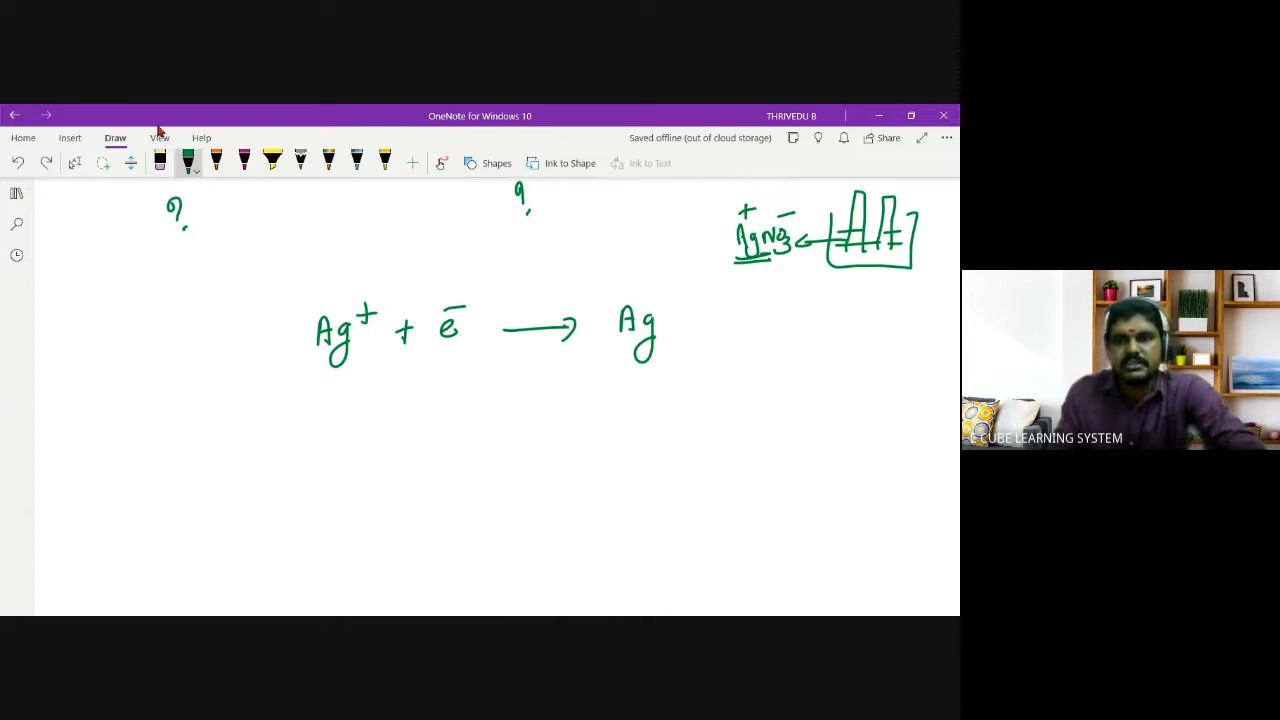 OneNote for Windows 10
THRIVEDU B
Home Insert Draw View Help
Saved offline (out of cloud storage)
Share
Shapes
Ink to Shape
Ink to Text
? ?
+ −
AgNO3
Ag⁺ + e⁻ → Ag
E CUBE LEARNING SYSTEM